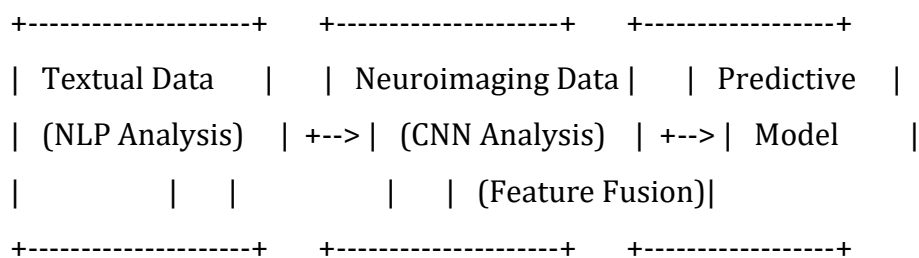 +--------------------+ +--------------------+ +-----------------+
| Textual Data | | Neuroimaging Data | | Predictive |
| (NLP Analysis) | +--> | (CNN Analysis) | +--> | Model |
| | | | | (Feature Fusion)|
+--------------------+ +--------------------+ +-----------------+